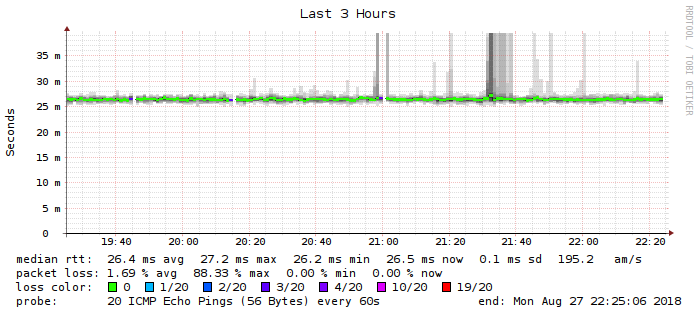 Last 3 Hours
RRDTOOL / TOBI OETIKER
Seconds
35 m
30 m
25 m
20 m
15 m
10 m
5 m
0
19:40 20:00 20:20 20:40 21:00 21:20 21:40 22:00 22:20
median rtt: 26.4 ms avg 27.2 ms max 26.2 ms min 26.5 ms now 0.1 ms sd 195.2 am/s
packet loss: 1.69 % avg 88.33 % max 0.00 % min 0.00 % now
loss color: 0 1/20 2/20 3/20 4/20 10/20 19/20
probe: 20 ICMP Echo Pings (56 Bytes) every 60s end: Mon Aug 27 22:25:06 2018